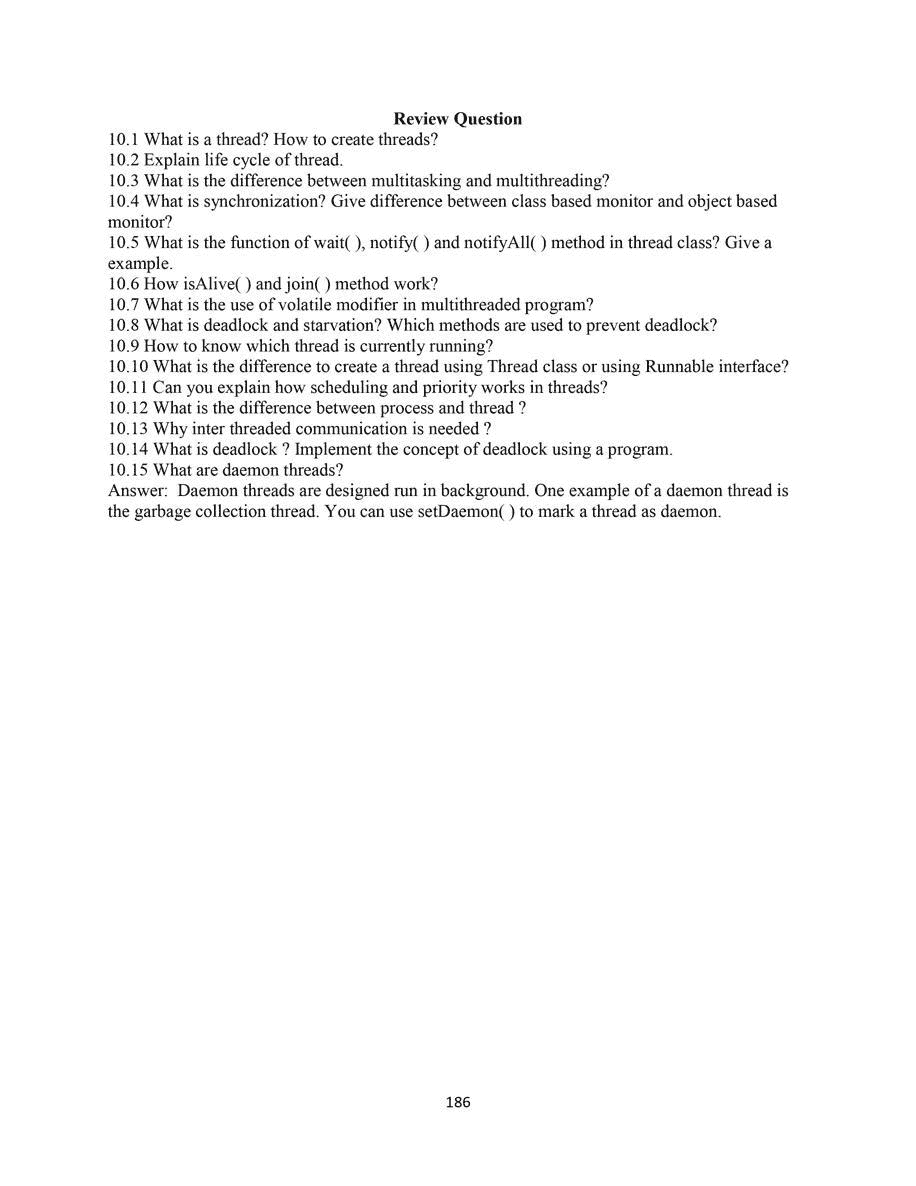 Review Question
10.1 What is a thread? How to create threads?
10.2 Explain life cycle of thread.
10.3 What is the difference between multitasking and multithreading?
10.4 What is synchronization? Give difference between class based monitor and object based
monitor?
10.5 What is the function of wait( ), notify( ) and notifyAll( ) method in thread class? Give a
example.
10.6 How isAlive( ) and join( ) method work?
10.7 What is the use of volatile modifier in multithreaded program?
10.8 What is deadlock and starvation? Which methods are used to prevent deadlock?
10.9 How to know which thread is currently running?
10.10 What is the difference to create a thread using Thread class or using Runnable interface?
10.11 Can you explain how scheduling and priority works in threads?
10.12 What is the difference between process and thread ?
10.13 Why inter threaded communication is needed ?
10.14 What is deadlock ? Implement the concept of deadlock using a program.
10.15 What are daemon threads?
Answer:  Daemon threads are designed run in background. One example of a daemon thread is
the garbage collection thread. You can use setDaemon( ) to mark a thread as daemon.
186